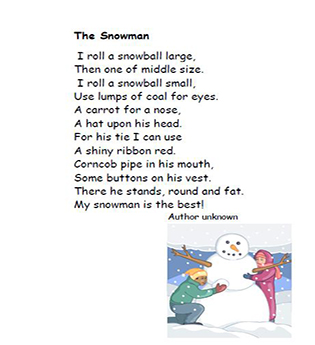 The Snowman
I roll a snowball large,
Then one of middle size.
I roll a snowball small,
Use lumps of coal for eyes.
A carrot for a nose,
A hat upon his head.
For his tie I can use
A shiny ribbon red.
Corncob pipe in his mouth,
Some buttons on his vest.
There he stands, round and fat.
My snowman is the best!
Author unknown